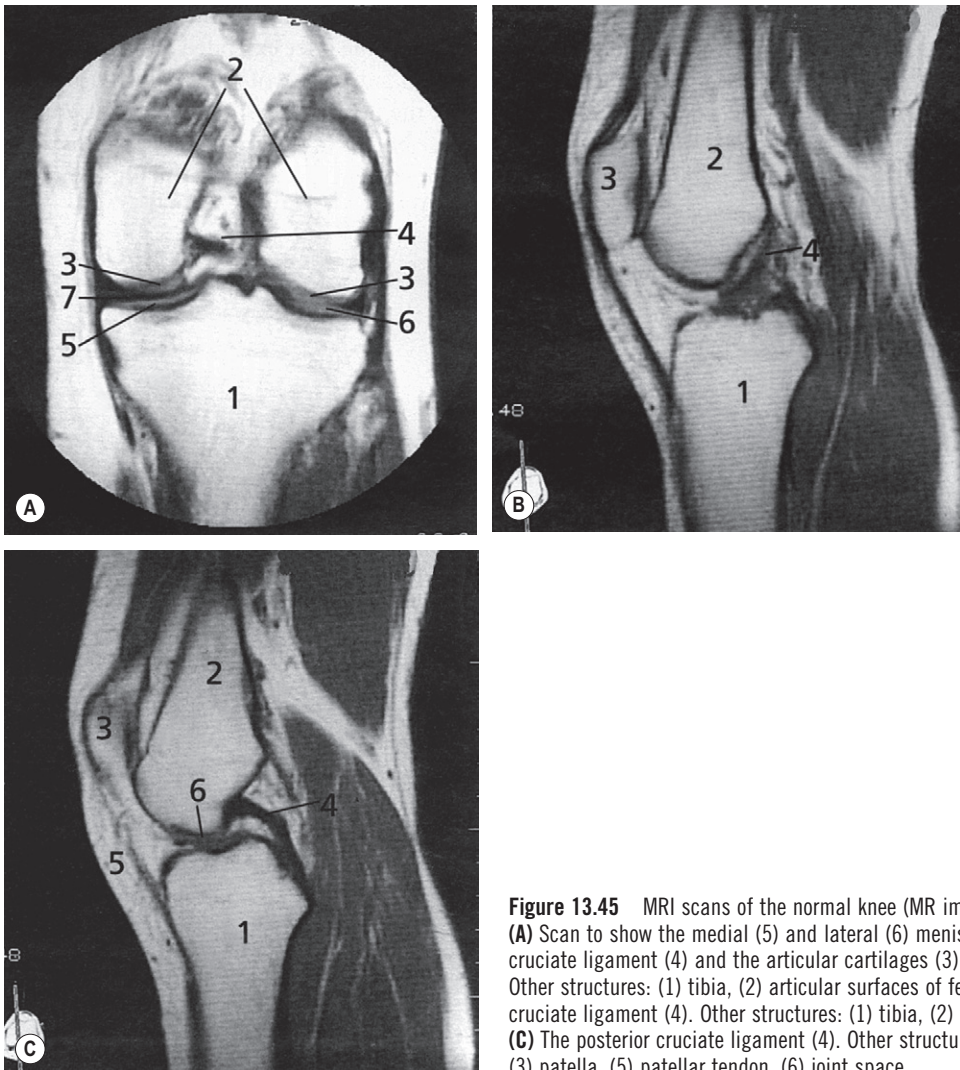 2
4
3
3
7
6
5
1
A
2
3
4
1
48
B
2
3
6
4
5
1
8
C
Figure 13.45 MRI scans of the normal knee (MR im
(A) Scan to show the medial (5) and lateral (6) menis
cruciate ligament (4) and the articular cartilages (3)
Other structures: (1) tibia, (2) articular surfaces of fe
cruciate ligament (4). Other structures: (1) tibia, (2)
(C) The posterior cruciate ligament (4). Other structu
(3) patella, (5) patellar tendon, (6) joint space.